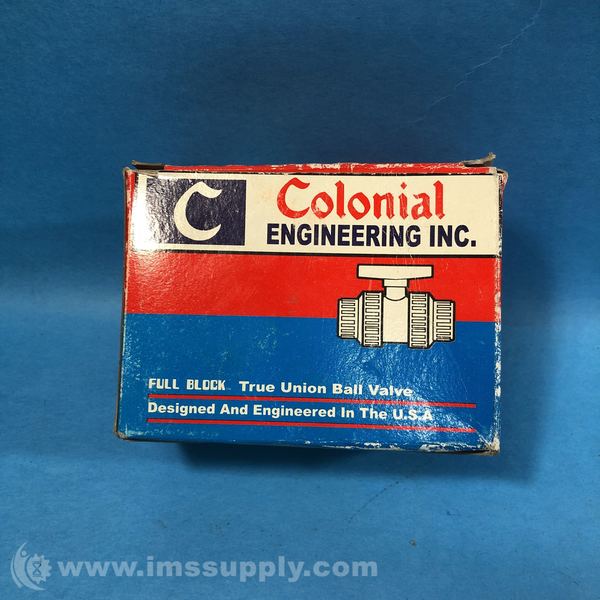 C
Colonial
ENGINEERING INC.
FULL BLOCK True Union Ball Valve
Designed And Engineered In The U.S.A
www.imssupply.com